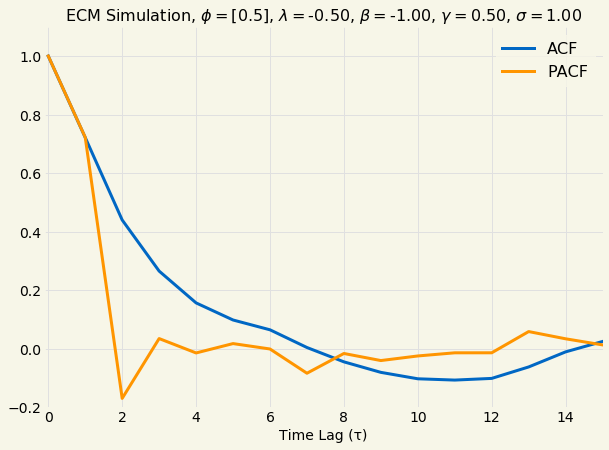 ECM Simulation, ϕ = [0.5], λ = -0.50, β = -1.00, γ = 0.50, σ = 1.00
ACF
PACF
1.0
0.8
0.6
0.4
0.2
0.0
−0.2
0 2 4 6 8 10 12 14
Time Lag (τ)